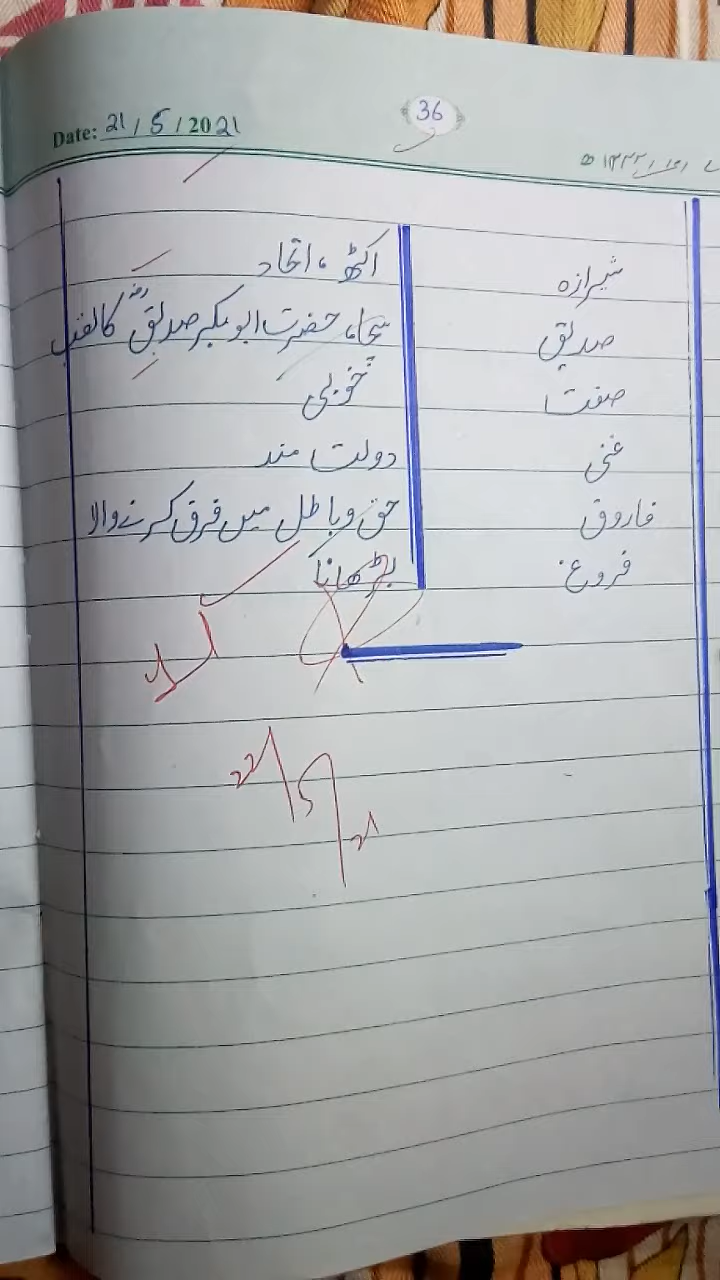 Date: 21/5/2021
36
شیرازہ اکٹھ، اتحاد
صدیق سچا، حضرت ابوبکر صدیقؓ کا لقب
صفت خوبی
غنی دولت مند
فاروق حق و باطل میں فرق کرنے والا
فروغ بڑھانا